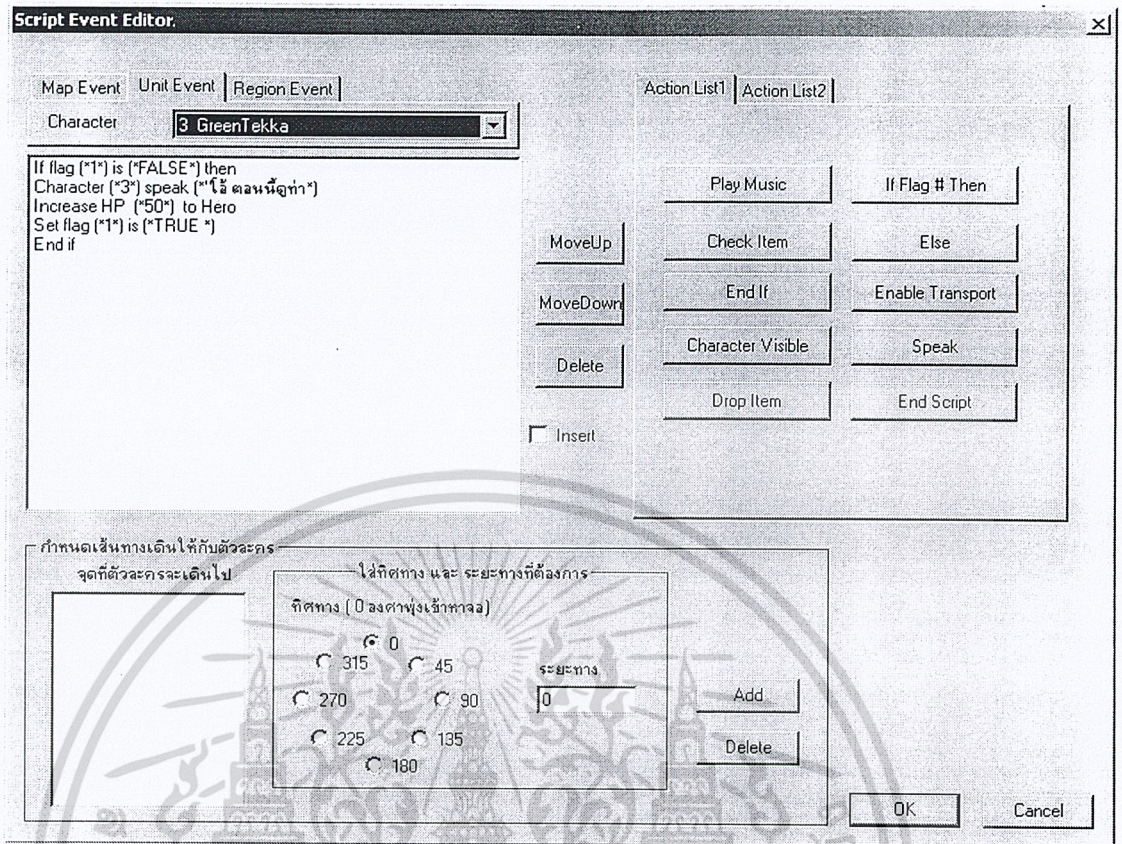 Script Event Editor.
Map Event Unit Event Region Event
Character 3 GreenTekka
If flag (*1*) is (*FALSE*) then
Character (*3*) speak (*'โอ้ ตอนนี้ดูท่า*)
Increase HP (*50*) to Hero
Set flag (*1*) is (*TRUE *)
End if
MoveUp
MoveDown
Delete
Insert
Action List1 Action List2
Play Music If Flag # Then
Check Item Else
End If Enable Transport
Character Visible Speak
Drop Item End Script
กำหนดเส้นทางเดินให้กับตัวละคร
จุดที่ตัวละครจะเดินไป
ใส่ทิศทาง และ ระยะทางที่ต้องการ
ทิศทาง ( 0 องศาพุ่งเข้าหาจอ)
0
315 45
270 90
225 135
180
ระยะทาง
0
Add
Delete
OK Cancel